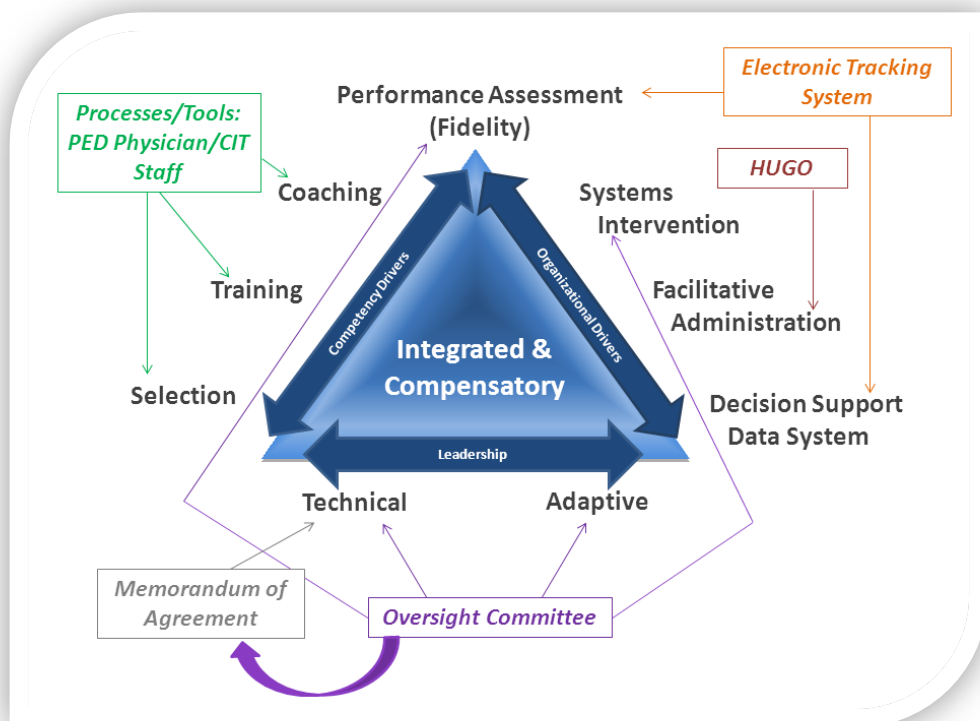 Electronic Tracking
System
Performance Assessment
(Fidelity)
Processes/Tools:
PED Physician/CIT
Staff
HUGO
Coaching
Systems
Intervention
Training
Facilitative
Administration
Competency Drivers
Organizational Drivers
Integrated &
Compensatory
Selection
Decision Support
Data System
Leadership
Technical
Adaptive
Memorandum of
Agreement
Oversight Committee